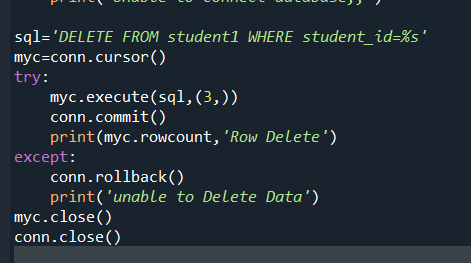 print('Unable to connect database;;')
sql='DELETE FROM student1 WHERE student_id=%s'
myc=conn.cursor()
try:
    myc.execute(sql,(3,))
    conn.commit()
    print(myc.rowcount,'Row Delete')
except:
    conn.rollback()
    print('unable to Delete Data')
myc.close()
conn.close()